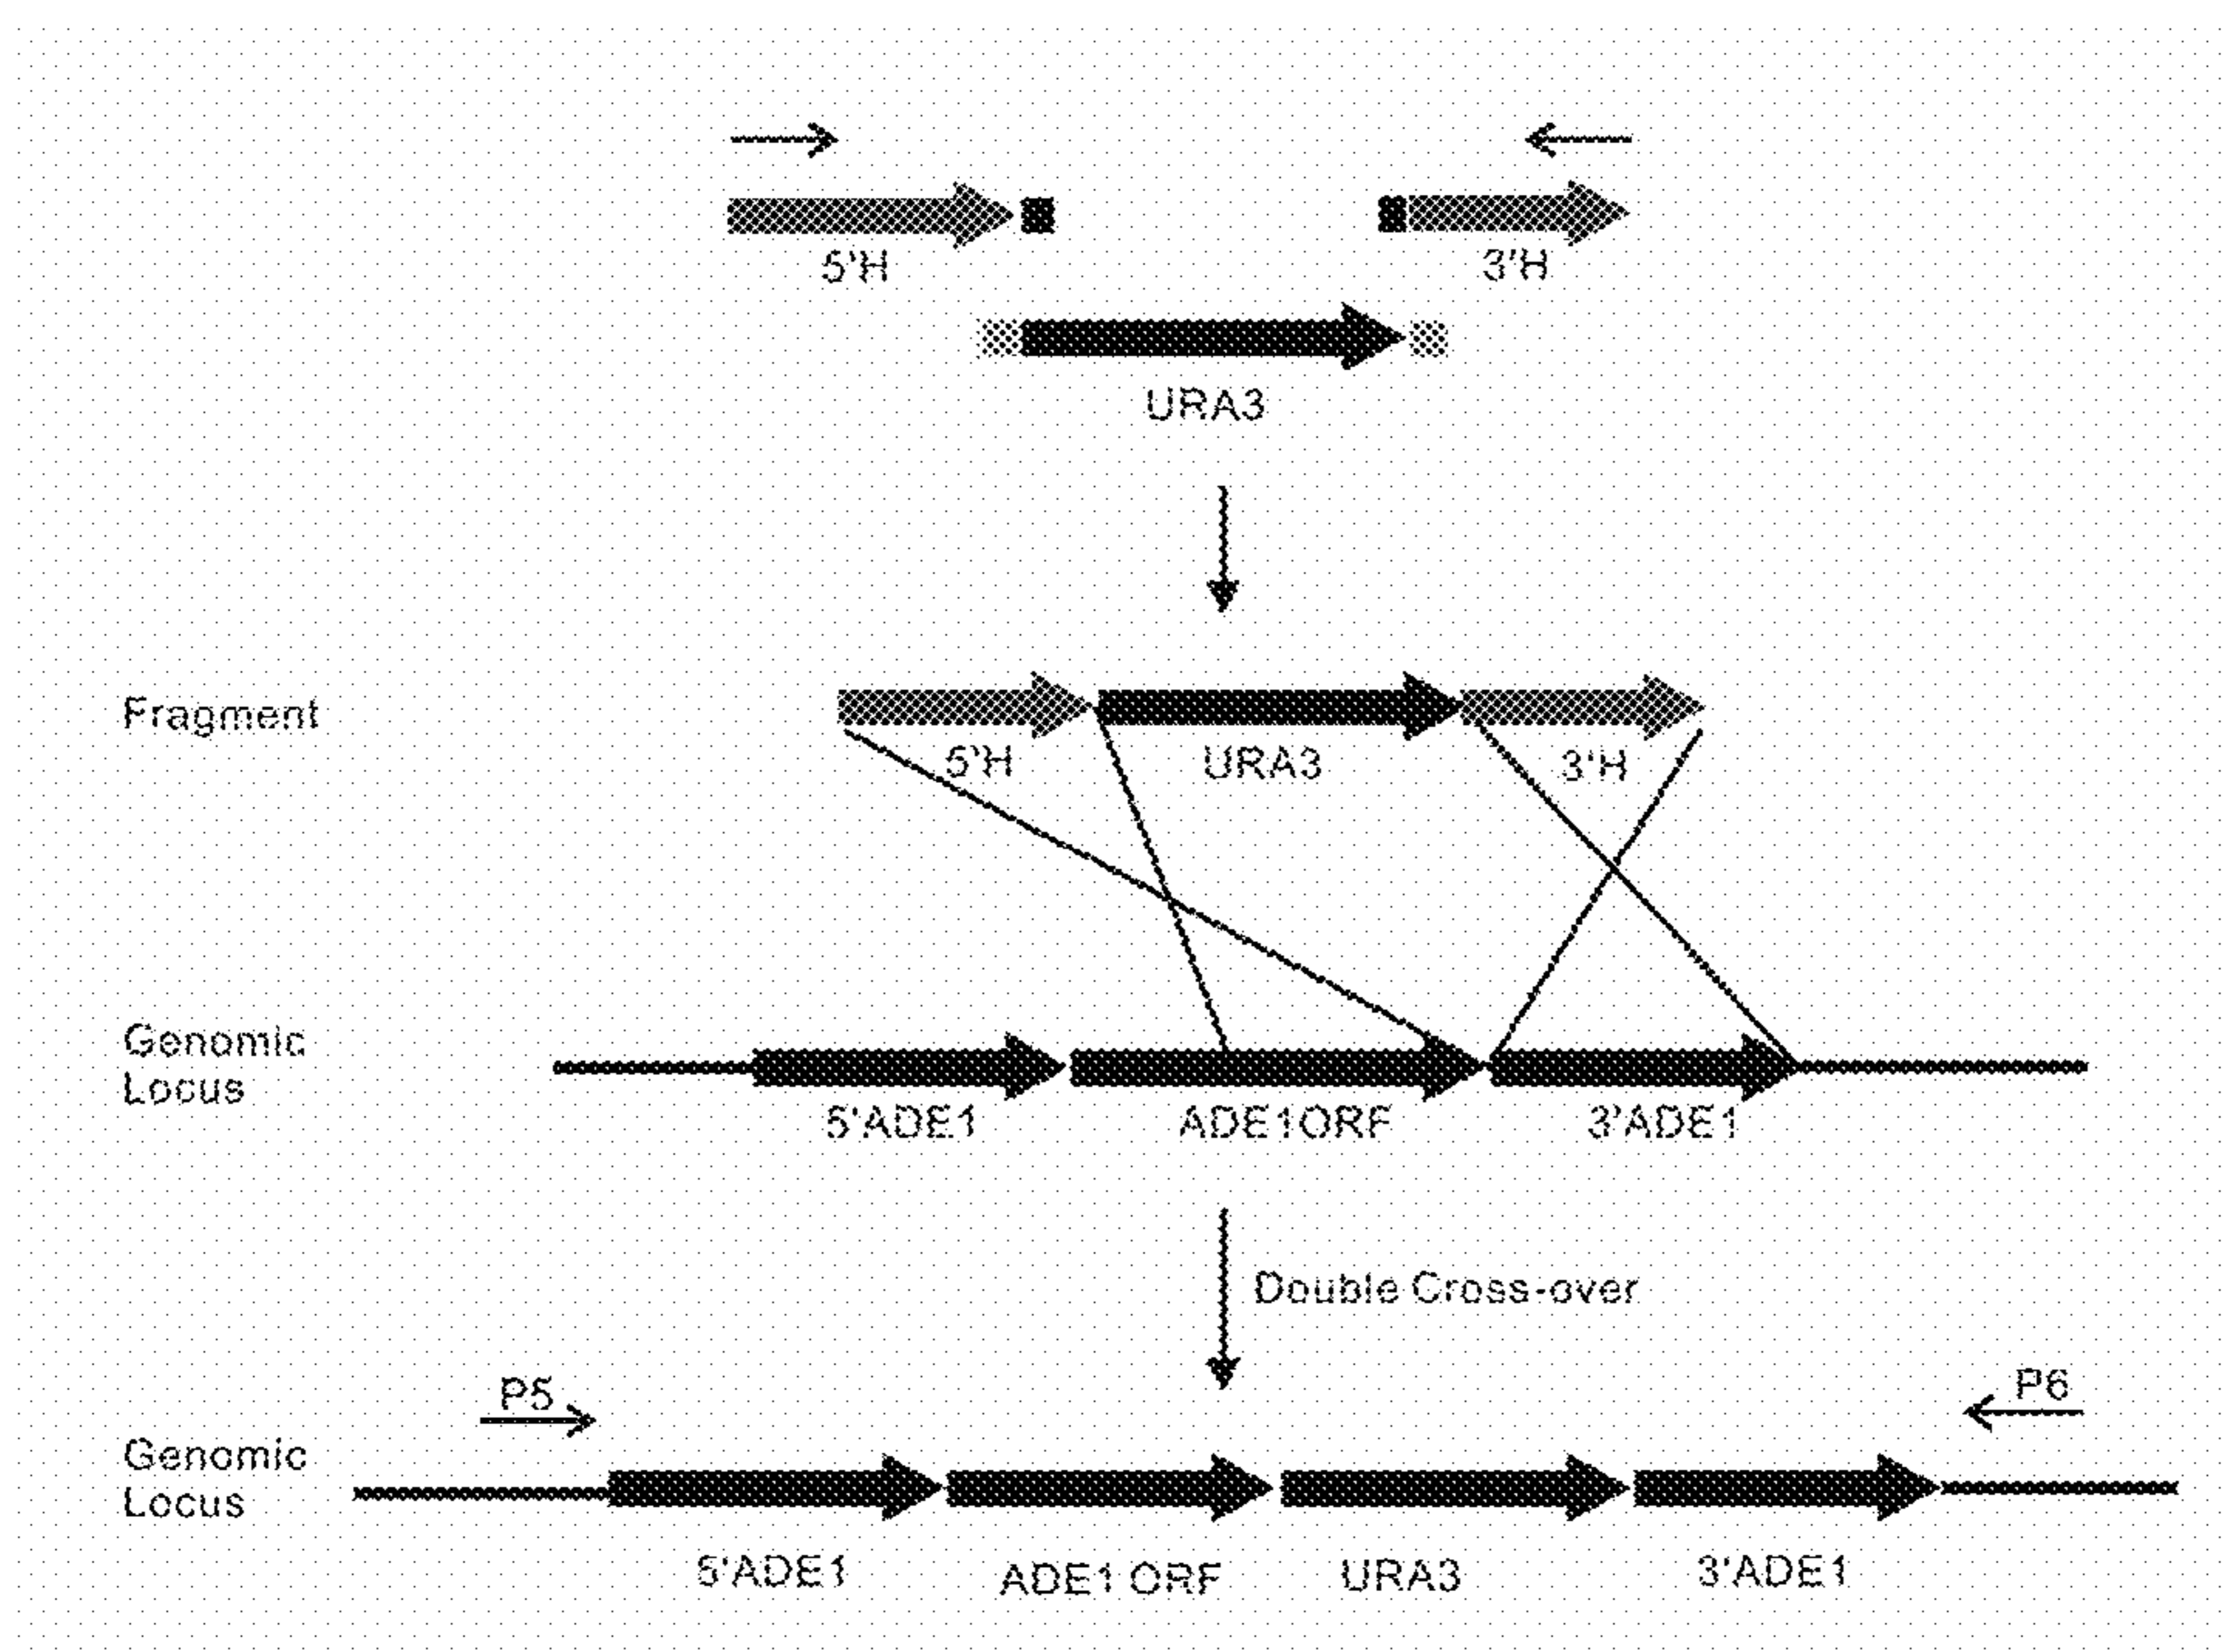 5'H
3'H
URA3
Fragment
5'H
URA3
3'H
Genomic
Locus
5'ADE1
ADE1ORF
3'ADE1
Double Cross-over
P5
P6
Genomic
Locus
5'ADE1
ADE1 ORF
URA3
3'ADE1